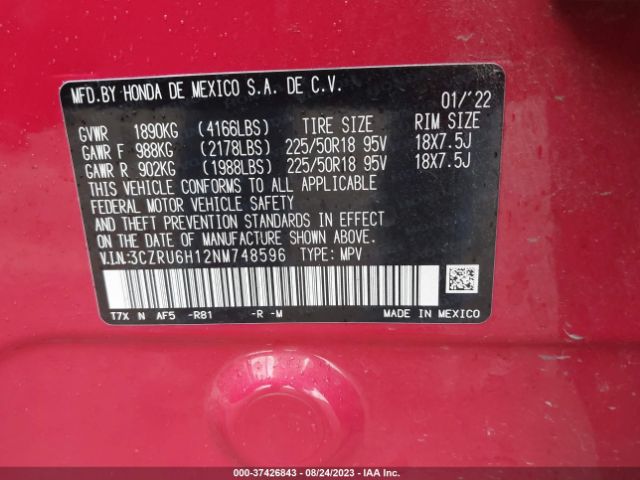 MFD.BY HONDA DE MEXICO S.A. DE C.V.
01/'22
GVWR 1890KG (4166LBS) TIRE SIZE RIM SIZE
GAWR F 988KG (2178LBS) 225/50R18 95V 18X7.5J
GAWR R 902KG (1988LBS) 225/50R18 95V 18X7.5J
THIS VEHICLE CONFORMS TO ALL APPLICABLE
FEDERAL MOTOR VEHICLE SAFETY
AND THEFT PREVENTION STANDARDS IN EFFECT
ON THE DATE OF MANUFACTURE SHOWN ABOVE.
V.I.N:3CZRU6H12NM748596 TYPE: MPV
T7X N AF5 -R81 -R -M MADE IN MEXICO
000-37426843 - 08/24/2023 - IAA Inc.